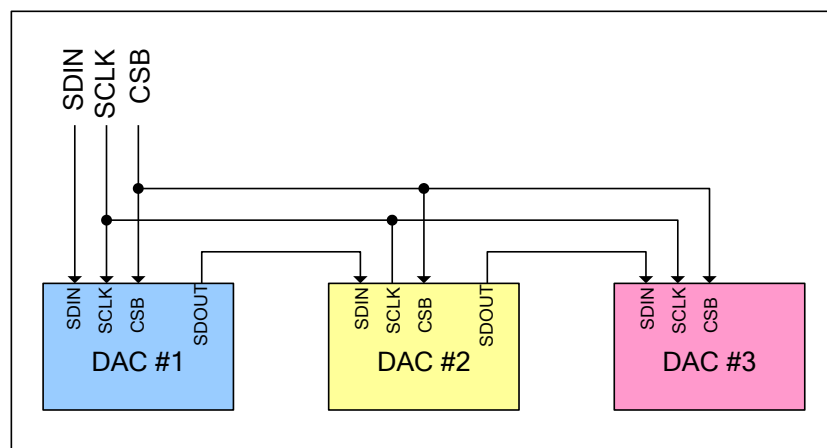 SDIN
SCLK
CSB
SDIN
SCLK
CSB
SDOUT
DAC #1
SDIN
SCLK
CSB
SDOUT
DAC #2
SDIN
SCLK
CSB
DAC #3